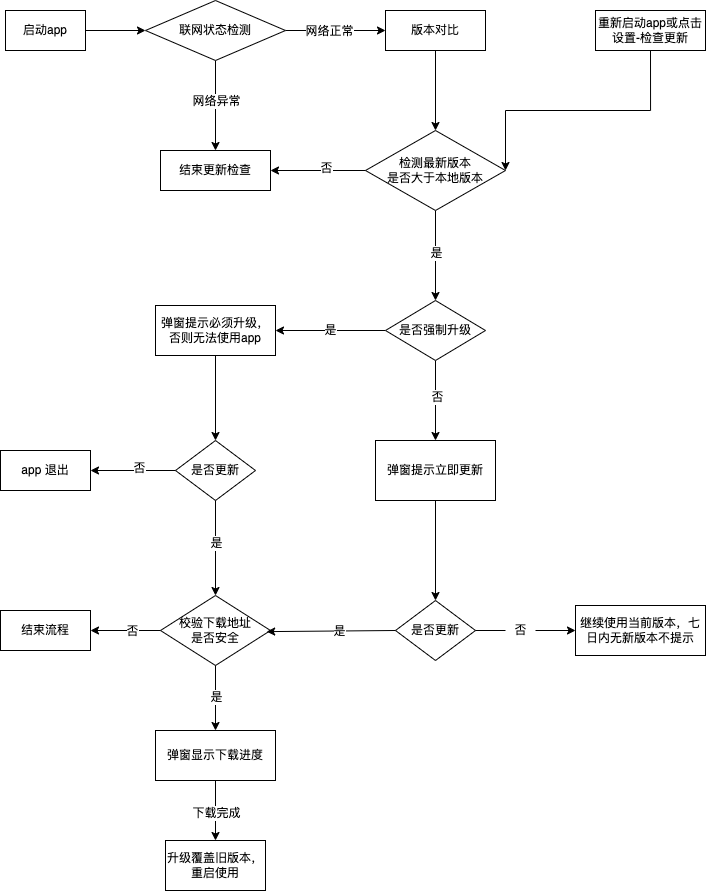 启动app
联网状态检测
网络正常
版本对比
重新启动app或点击
设置-检查更新
网络异常
结束更新检查
否
检测最新版本
是否大于本地版本
是
弹窗提示必须升级，
否则无法使用app
是
是否强制升级
否
app 退出
否
是否更新
弹窗提示立即更新
是
结束流程
否
校验下载地址
是否安全
是
是否更新
否
继续使用当前版本，七
日内无新版本不提示
是
弹窗显示下载进度
下载完成
升级覆盖旧版本，
重启使用